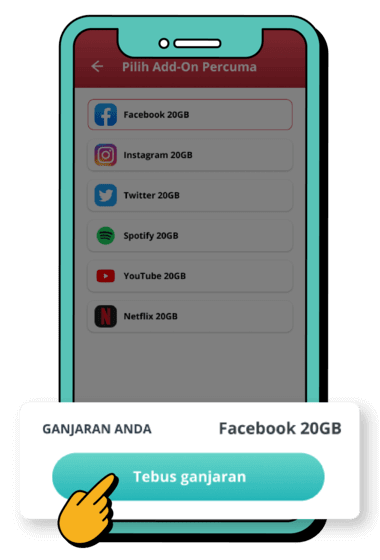 Pilih Add-On Percuma
Facebook 20GB
Instagram 20GB
Twitter 20GB
Spotify 20GB
YouTube 20GB
Netflix 20GB
GANJARAN ANDA Facebook 20GB
Tebus ganjaran